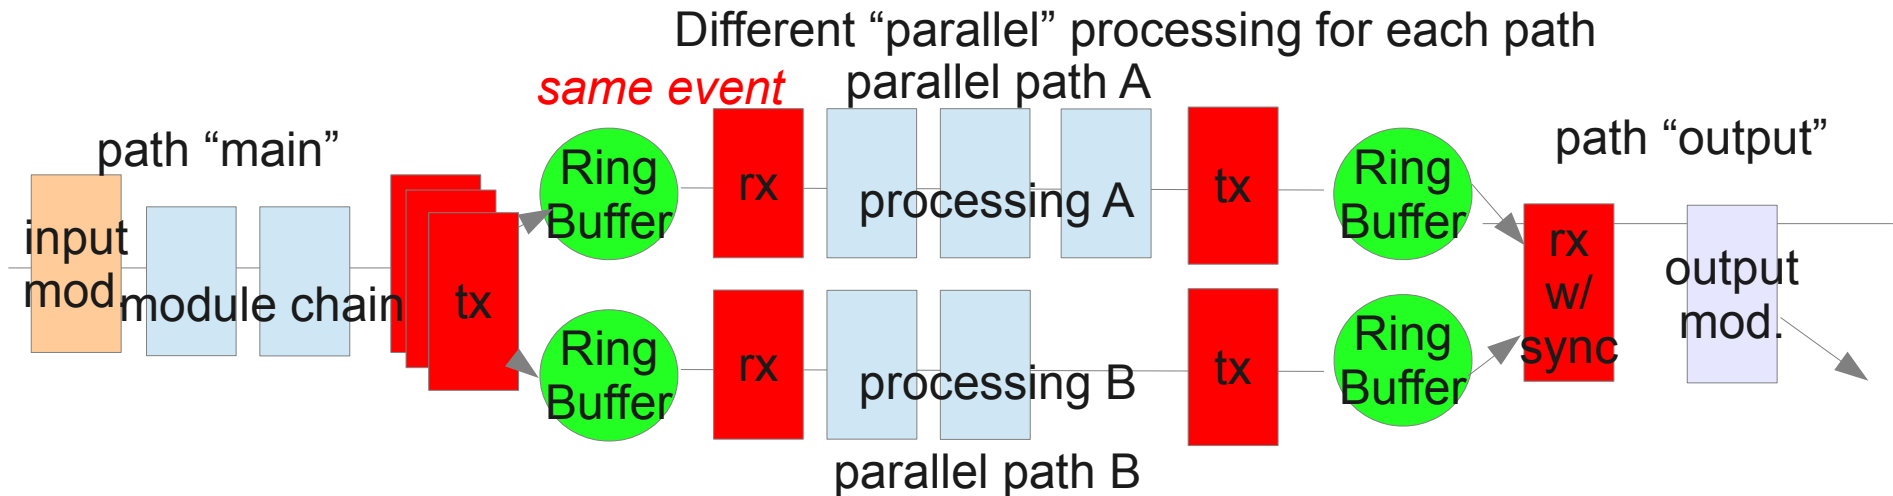 Different “parallel” processing for each path
same event
parallel path A
path “main”
path “output”
input
mod.
module chain
tx
Ring
Buffer
rx
processing A
tx
Ring
Buffer
rx
w/
sync
output
mod.
Ring
Buffer
rx
processing B
tx
Ring
Buffer
parallel path B